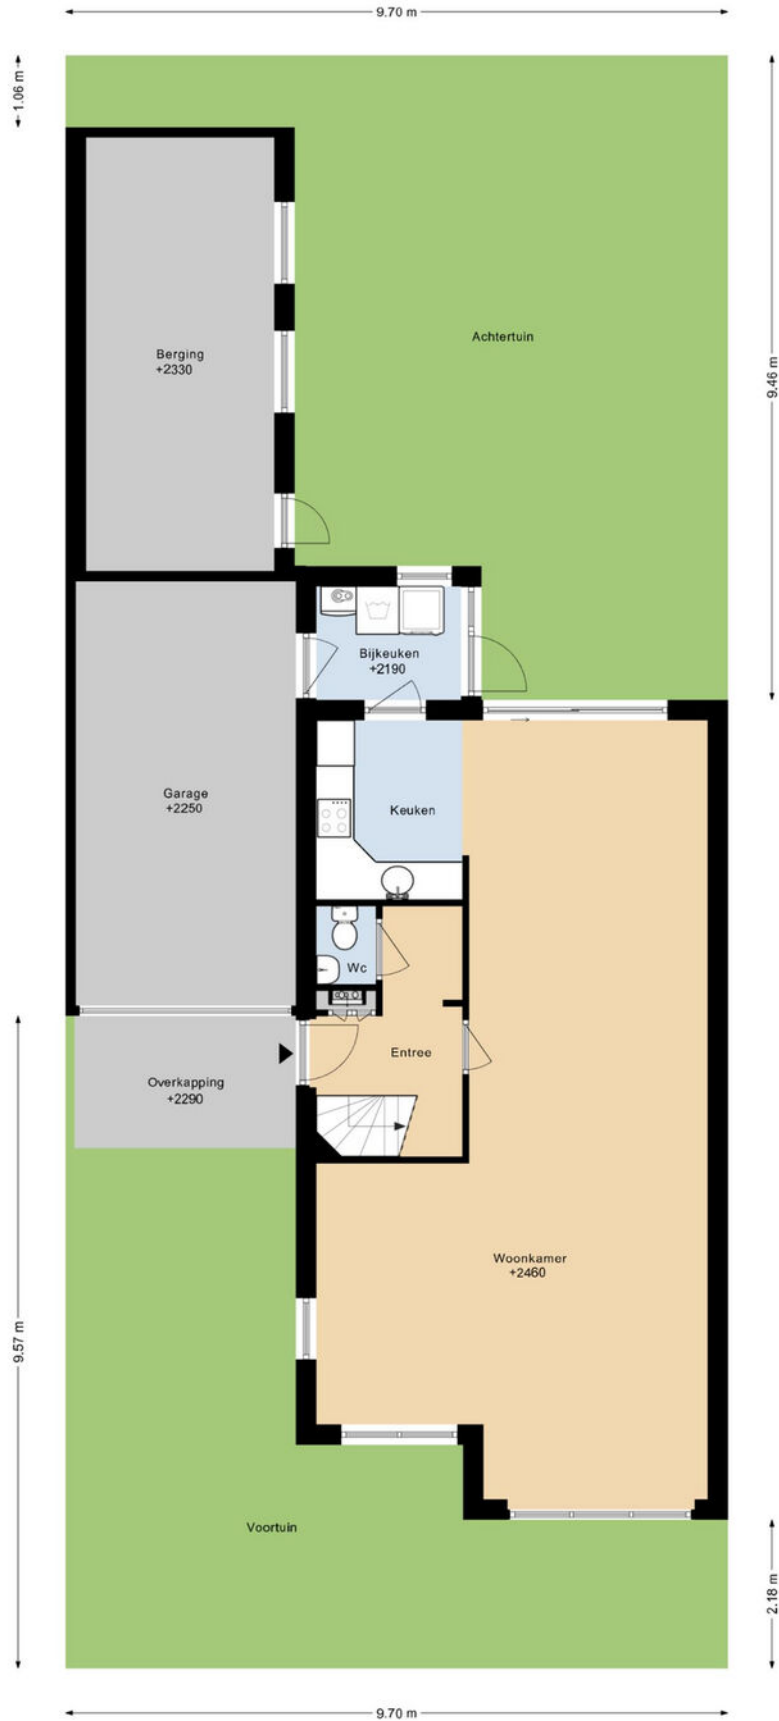 9.70 m
1.06 m
Achtertuin
Berging
+2330
9.46 m
Bijkeuken
+2190
Garage
+2250
Keuken
Wc
Entree
Overkapping
+2290
Woonkamer
+2460
9.57 m
Voortuin
2.18 m
9.70 m